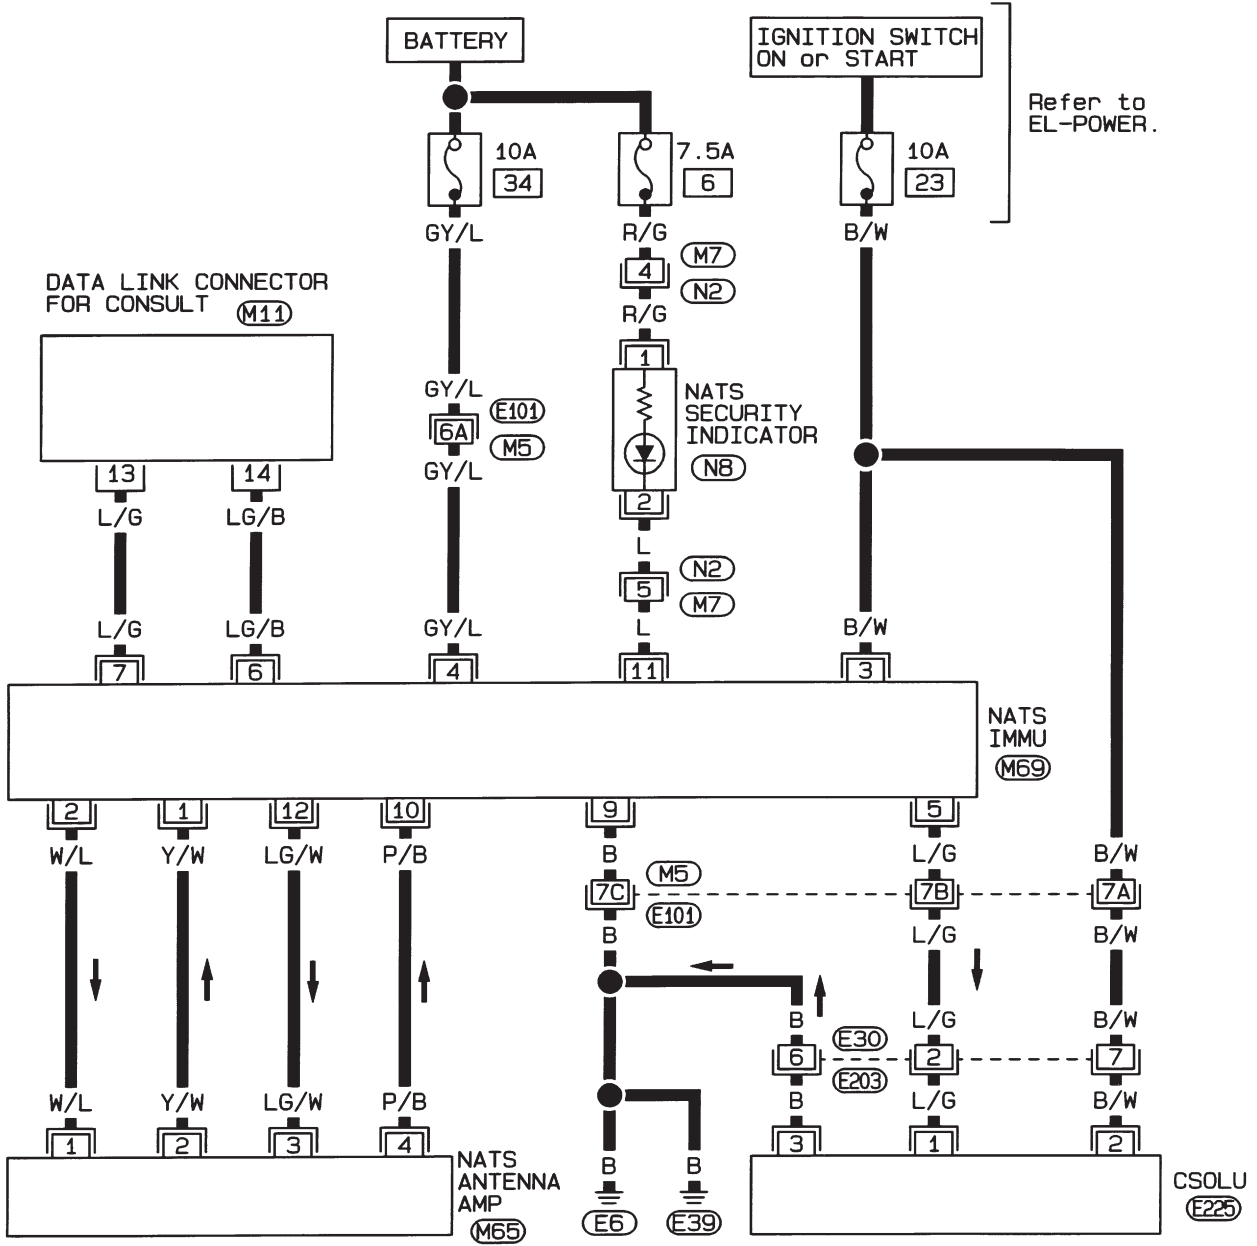 BATTERY
IGNITION SWITCH
ON or START
Refer to
EL-POWER.
10A
34
7.5A
6
10A
23
GY/L
R/G
B/W
4
M7
N2
R/G
DATA LINK CONNECTOR
FOR CONSULT
M11
1
GY/L
E101
6A
M5
GY/L
NATS
SECURITY
INDICATOR
N8
13
14
2
L/G
LG/B
L
N2
5
M7
L/G
LG/B
GY/L
L
B/W
7
6
4
11
3
NATS
IMMU
M69
2
1
12
10
9
5
W/L
Y/W
LG/W
P/B
B
L/G
B/W
M5
7C
7B
7A
E101
B
L/G
B/W
B
L/G
B/W
E30
6
2
7
E203
W/L
Y/W
LG/W
P/B
B
L/G
B/W
1
2
3
4
3
1
2
NATS
ANTENNA
AMP
M65
B
B
E6
E39
CSOLU
E225